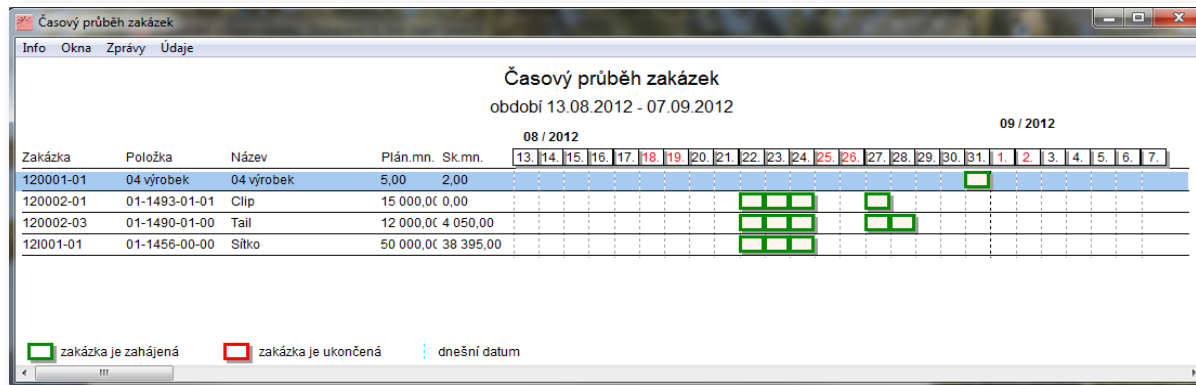 Časový průběh zakázek
Info Okna Zprávy Údaje
Časový průběh zakázek
období 13.08.2012 - 07.09.2012
08 / 2012 09 / 2012
Zakázka Položka Název Plán.mn. Sk.mn. 13. 14. 15. 16. 17. 18. 19. 20. 21. 22. 23. 24. 25. 26. 27. 28. 29. 30. 31. 1. 2. 3. 4. 5. 6. 7.
120001-01 04 výrobek 04 výrobek 5,00 2,00
120002-01 01-1493-01-01 Clip 15 000,0( 0,00
120002-03 01-1490-01-00 Tail 12 000,0( 4 050,00
12I001-01 01-1456-00-00 Sítko 50 000,0( 38 395,00
zakázka je zahájená zakázka je ukončená dnešní datum